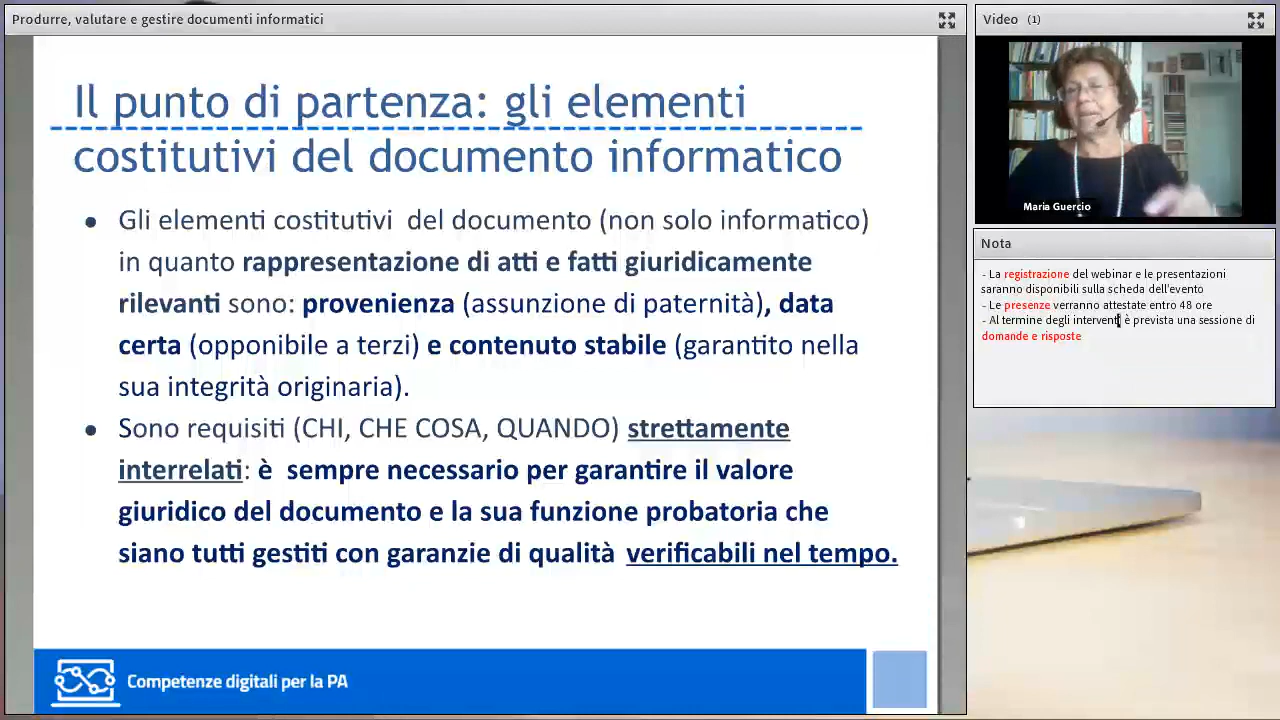 Produrre, valutare e gestire documenti informatici
Il punto di partenza: gli elementi
costitutivi del documento informatico
● Gli elementi costitutivi del documento (non solo informatico)
in quanto rappresentazione di atti e fatti giuridicamente
rilevanti sono: provenienza (assunzione di paternità), data
certa (opponibile a terzi) e contenuto stabile (garantito nella
sua integrità originaria).
● Sono requisiti (CHI, CHE COSA, QUANDO) strettamente
interrelati: è sempre necessario per garantire il valore
giuridico del documento e la sua funzione probatoria che
siano tutti gestiti con garanzie di qualità verificabili nel tempo.
Competenze digitali per la PA
Video (1)
Maria Guercio
Nota
- La registrazione del webinar e le presentazioni
saranno disponibili sulla scheda dell'evento
- Le presenze verranno attestate entro 48 ore
- Al termine degli interventi è prevista una sessione di
domande e risposte